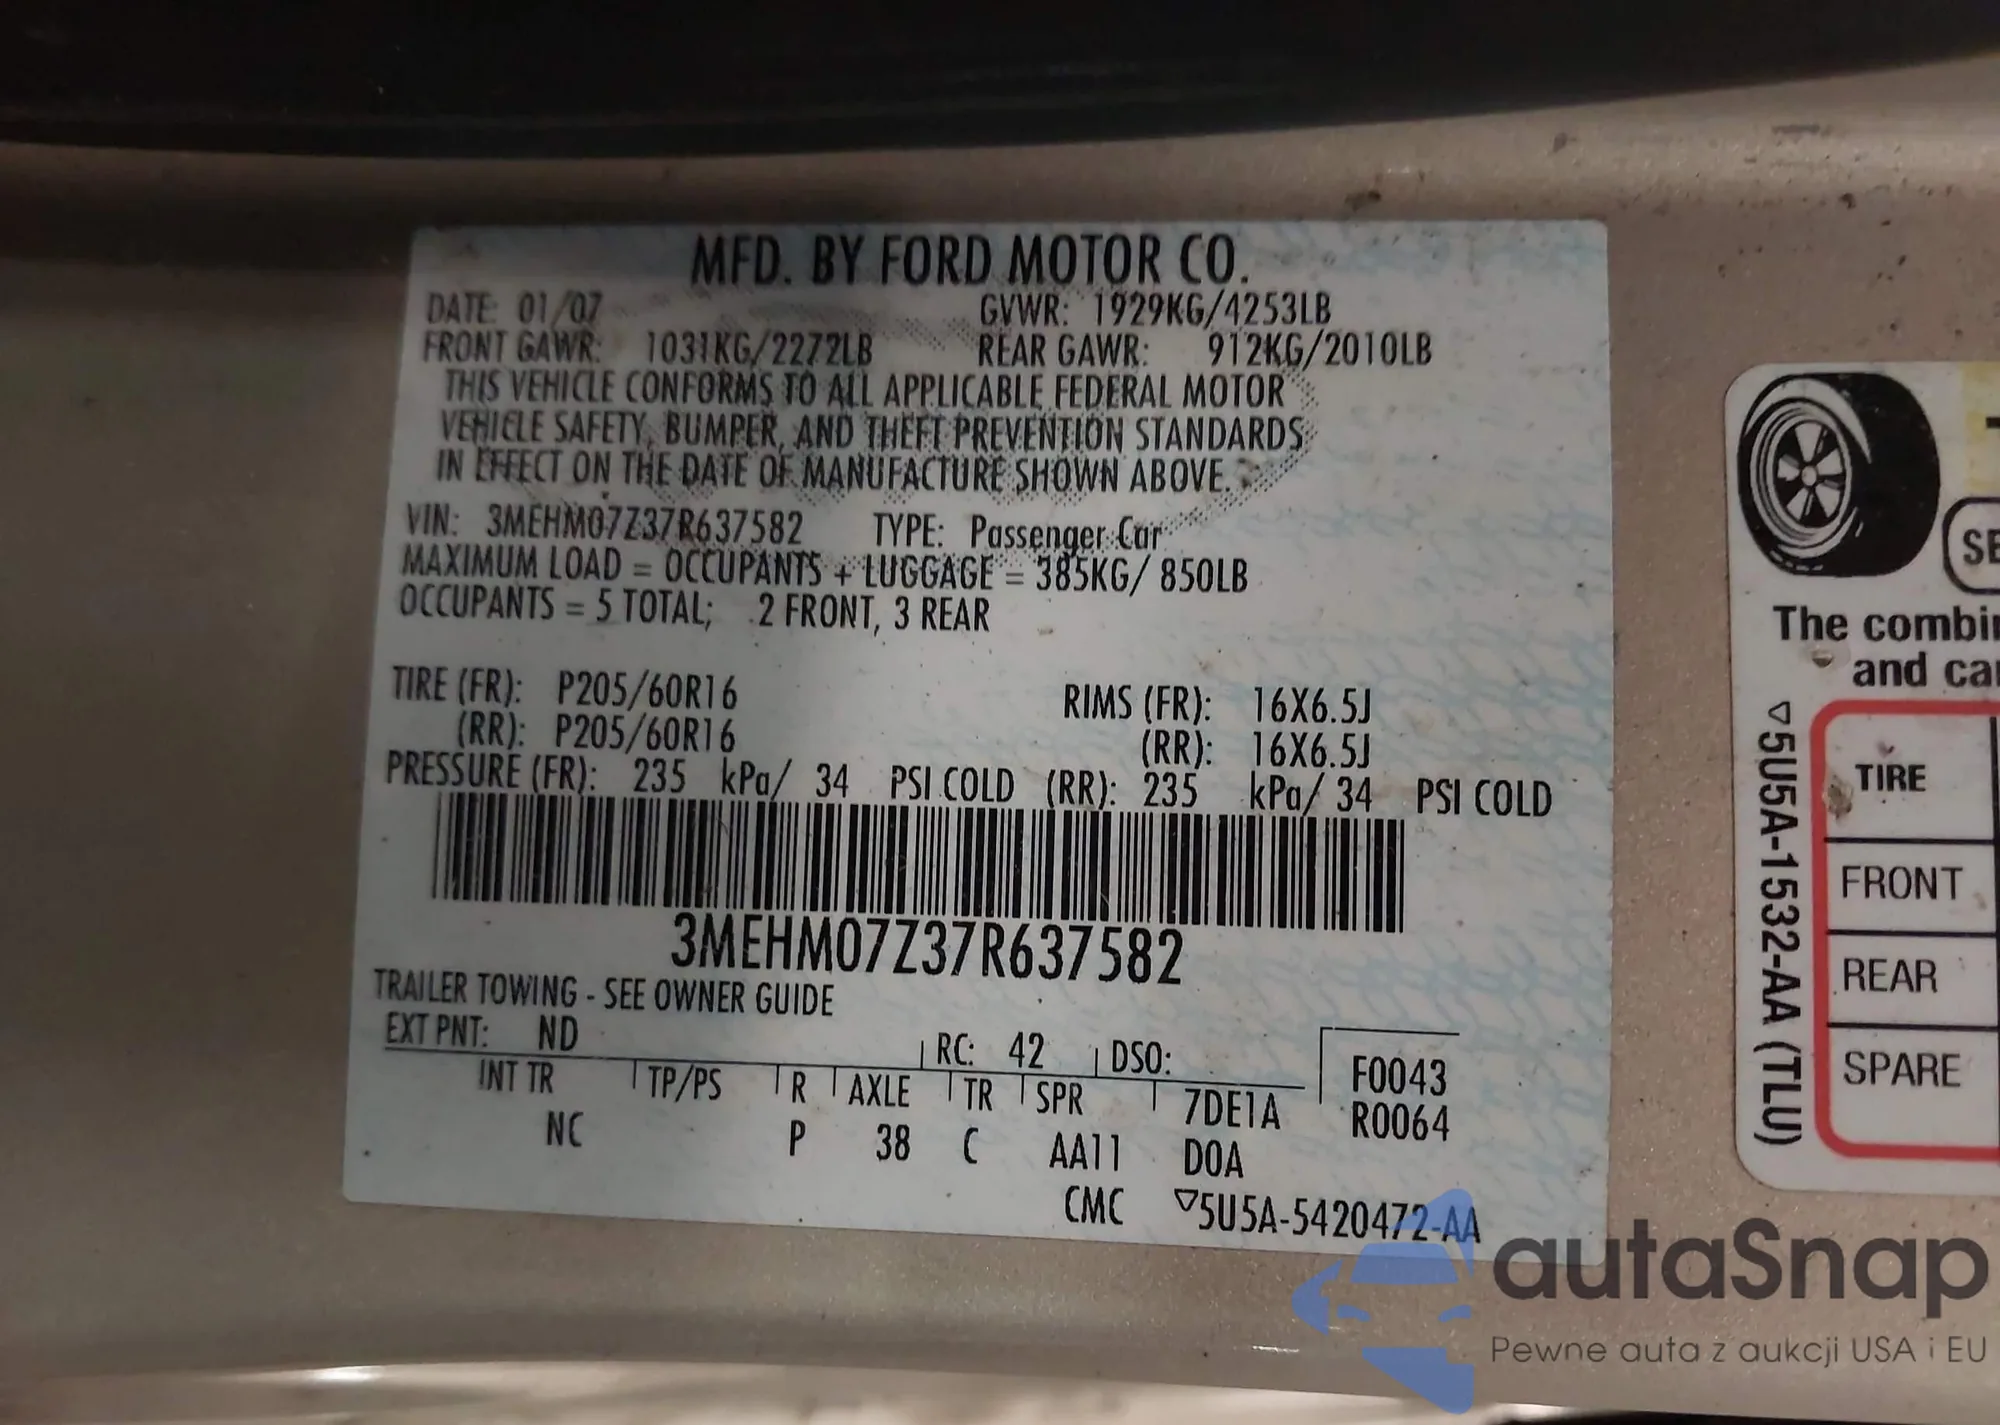 MFD. BY FORD MOTOR CO.
DATE: 01/07 GVWR: 1929KG/4253LB
FRONT GAWR: 1031KG/2272LB REAR GAWR: 912KG/2010LB
THIS VEHICLE CONFORMS TO ALL APPLICABLE FEDERAL MOTOR
VEHICLE SAFETY, BUMPER, AND THEFT PREVENTION STANDARDS
IN EFFECT ON THE DATE OF MANUFACTURE SHOWN ABOVE.
VIN: 3MEHM07Z37R637582 TYPE: Passenger Car
MAXIMUM LOAD = OCCUPANTS + LUGGAGE = 385KG/ 850LB
OCCUPANTS = 5 TOTAL; 2 FRONT, 3 REAR
TIRE (FR): P205/60R16 RIMS (FR): 16X6.5J
(RR): P205/60R16 (RR): 16X6.5J
PRESSURE (FR): 235 kPa/ 34 PSI COLD (RR): 235 kPa/ 34 PSI COLD
3MEHM07Z37R637582
TRAILER TOWING - SEE OWNER GUIDE
EXT PNT: ND RC: 42 DSO: F0043
INT TR TP/PS R AXLE TR SPR 7DE1A R0064
NC P 38 C AA11 D0A
CMC ▽5U5A-5420472-AA
SE
The combin
and car
▽5U5A-1532-AA (TLU)
TIRE
FRONT
REAR
SPARE
autaSnap
Pewne auta z aukcji USA i EU